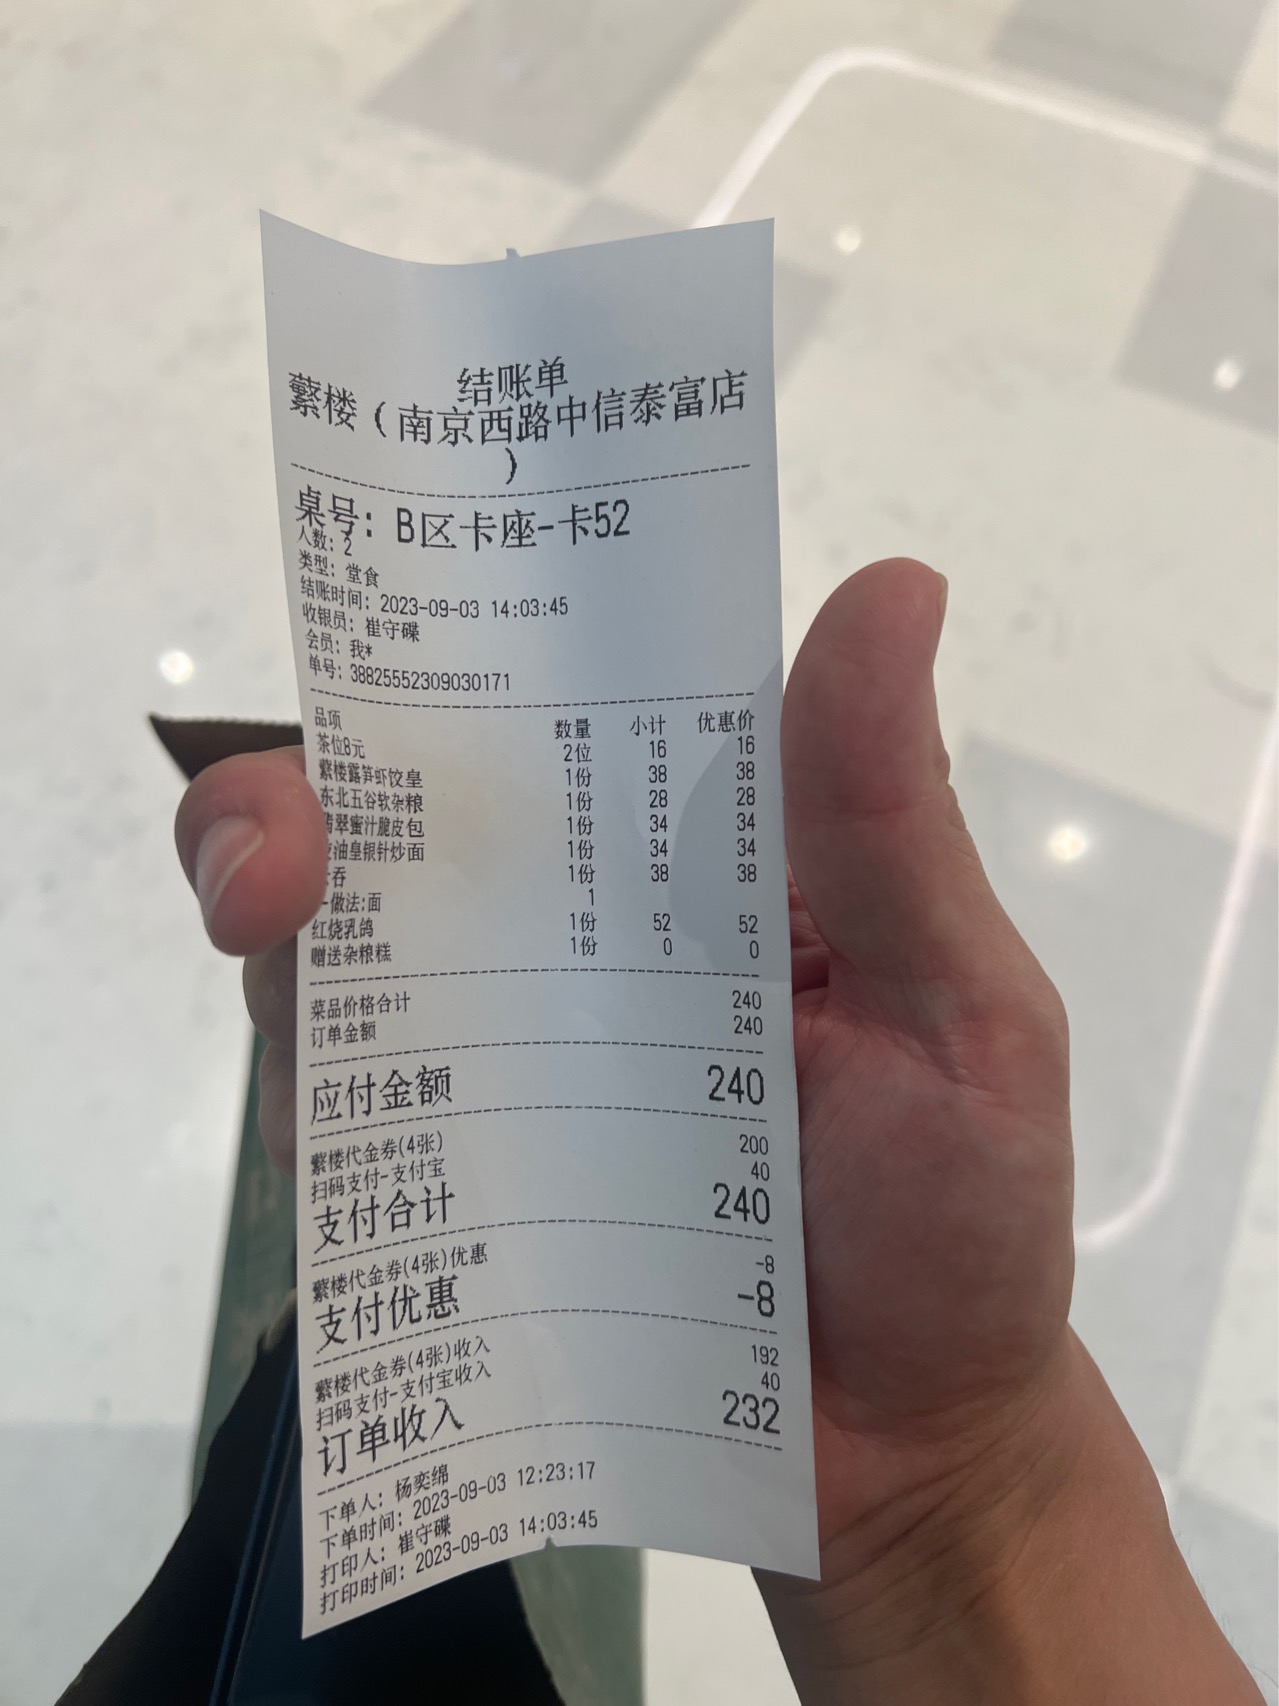 结账单
蘩楼（南京西路中信泰富店
）
桌号：B区卡座-卡52
人数：2
类型：堂食
结账时间：2023-09-03 14:03:45
收银员：崔守碟
会员：我*
单号：38825552309030171
品项 数量 小计 优惠价
茶位8元 2位 16 16
蘩楼露笋虾饺皇 1份 38 38
东北五谷软杂粮 1份 28 28
翡翠蜜汁脆皮包 1份 34 34
油皇银针炒面 1份 34 34
吞 1份 38 38
-做法:面 1
红烧乳鸽 1份 52 52
赠送杂粮糕 1份 0 0
菜品价格合计 240
订单金额 240
应付金额 240
蘩楼代金券(4张) 200
扫码支付-支付宝 40
支付合计 240
蘩楼代金券(4张)优惠 -8
支付优惠 -8
蘩楼代金券(4张)收入 192
扫码支付-支付宝收入 40
订单收入 232
下单人：杨奕绵
下单时间：2023-09-03 12:23:17
打印人：崔守碟
打印时间：2023-09-03 14:03:45